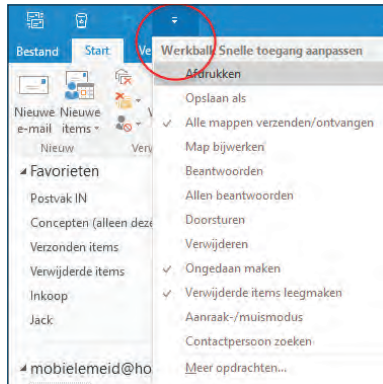 Bestand Start Ve
Werkbalk Snelle toegang aanpassen
Afdrukken
Opslaan als
Alle mappen verzenden/ontvangen
Map bijwerken
Beantwoorden
Allen beantwoorden
Doorsturen
Verwijderen
Ongedaan maken
Verwijderde items leegmaken
Aanraak-/muismodus
Contactpersoon zoeken
Meer opdrachten...
Nieuwe Nieuwe
e-mail items
Nieuw Verw
Favorieten
Postvak IN
Concepten (alleen deze
Verzonden items
Verwijderde items
Inkoop
Jack
mobielemeid@ho